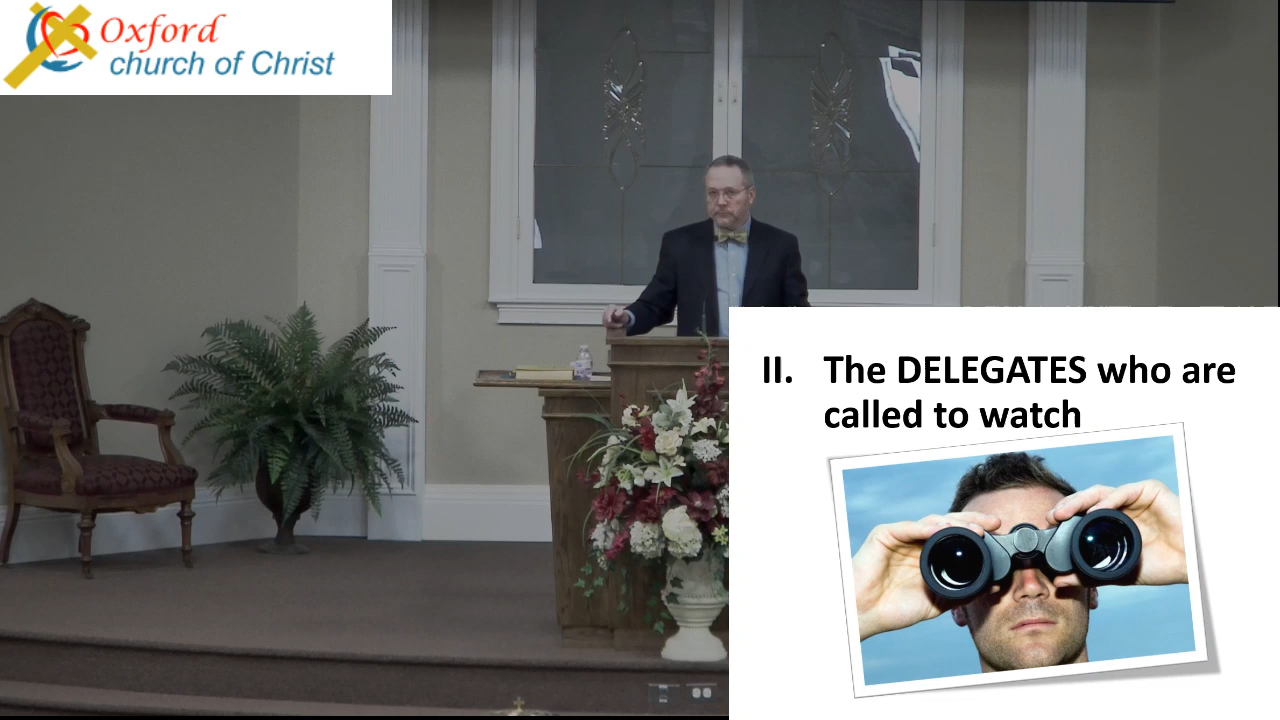 Oxford
church of Christ
II. The DELEGATES who are
called to watch